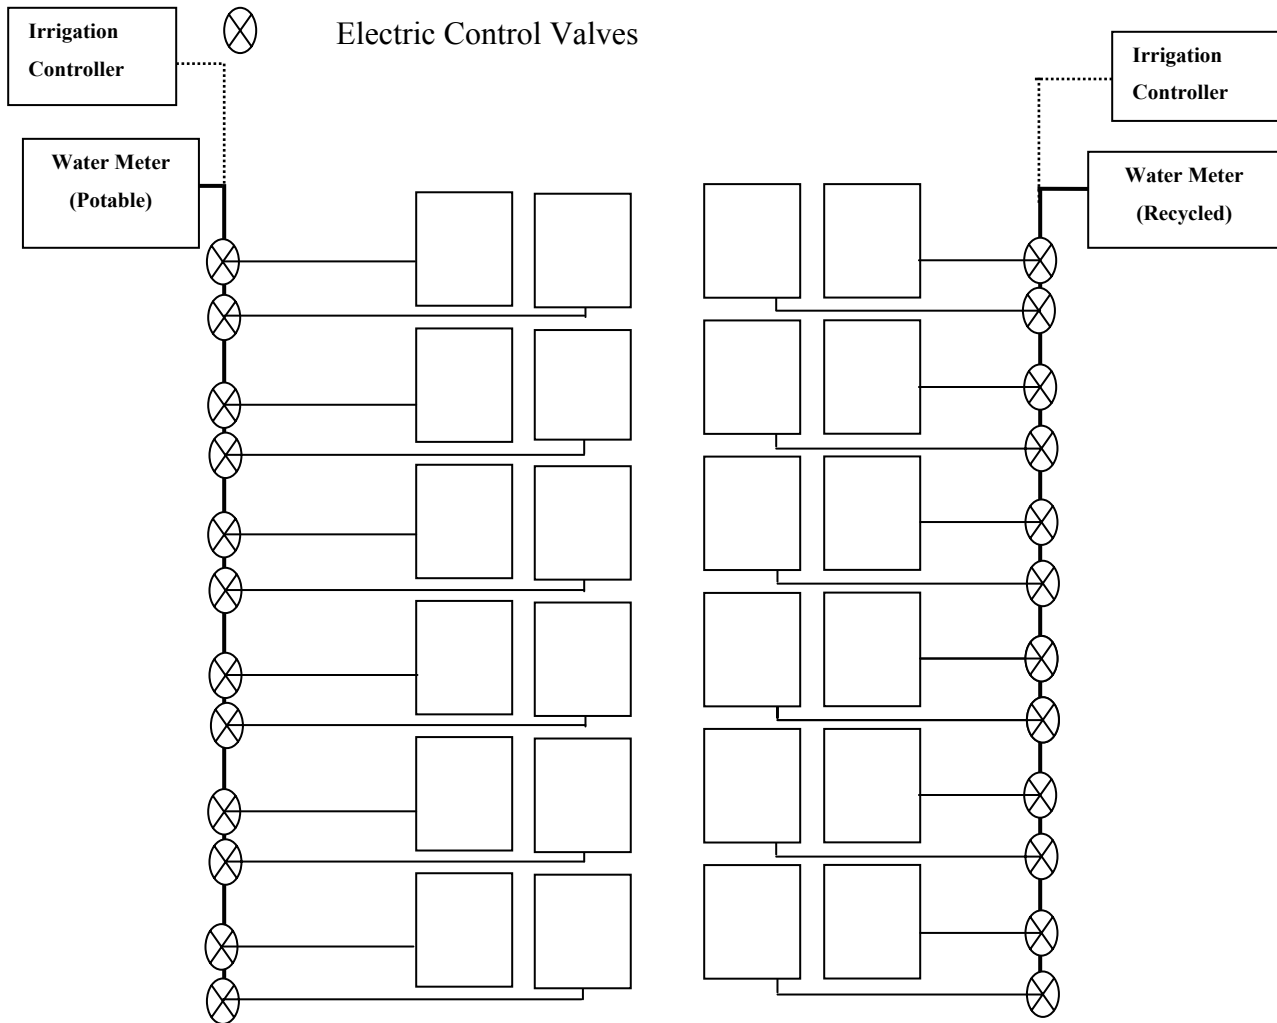 Irrigation
Controller
Electric Control Valves
Irrigation
Controller
Water Meter
(Potable)
Water Meter
(Recycled)